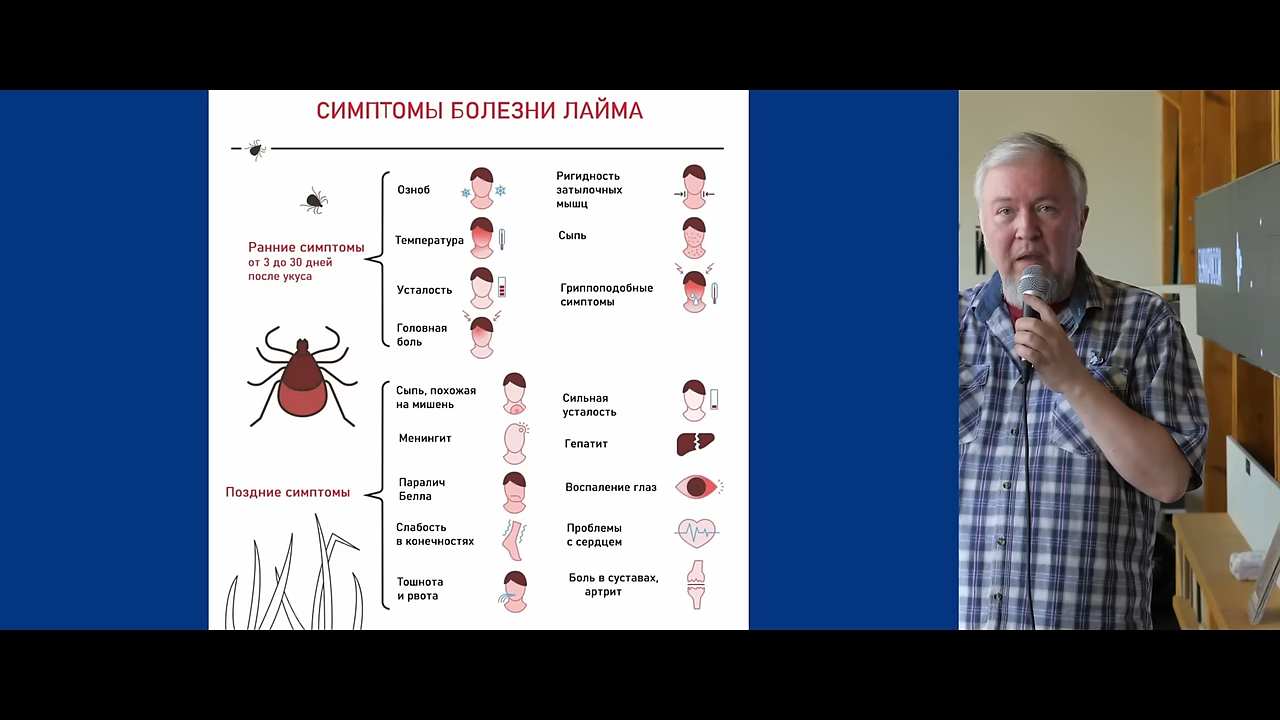 СИМПТОМЫ БОЛЕЗНИ ЛАЙМА
Ранние симптомы
от 3 до 30 дней
после укуса
Озноб
Температура
Усталость
Головная
боль
Ригидность
затылочных
мышц
Сыпь
Гриппоподобные
симптомы
Поздние симптомы
Сыпь, похожая
на мишень
Менингит
Паралич
Белла
Слабость
в конечностях
Тошнота
и рвота
Сильная
усталость
Гепатит
Воспаление глаз
Проблемы
с сердцем
Боль в суставах,
артрит